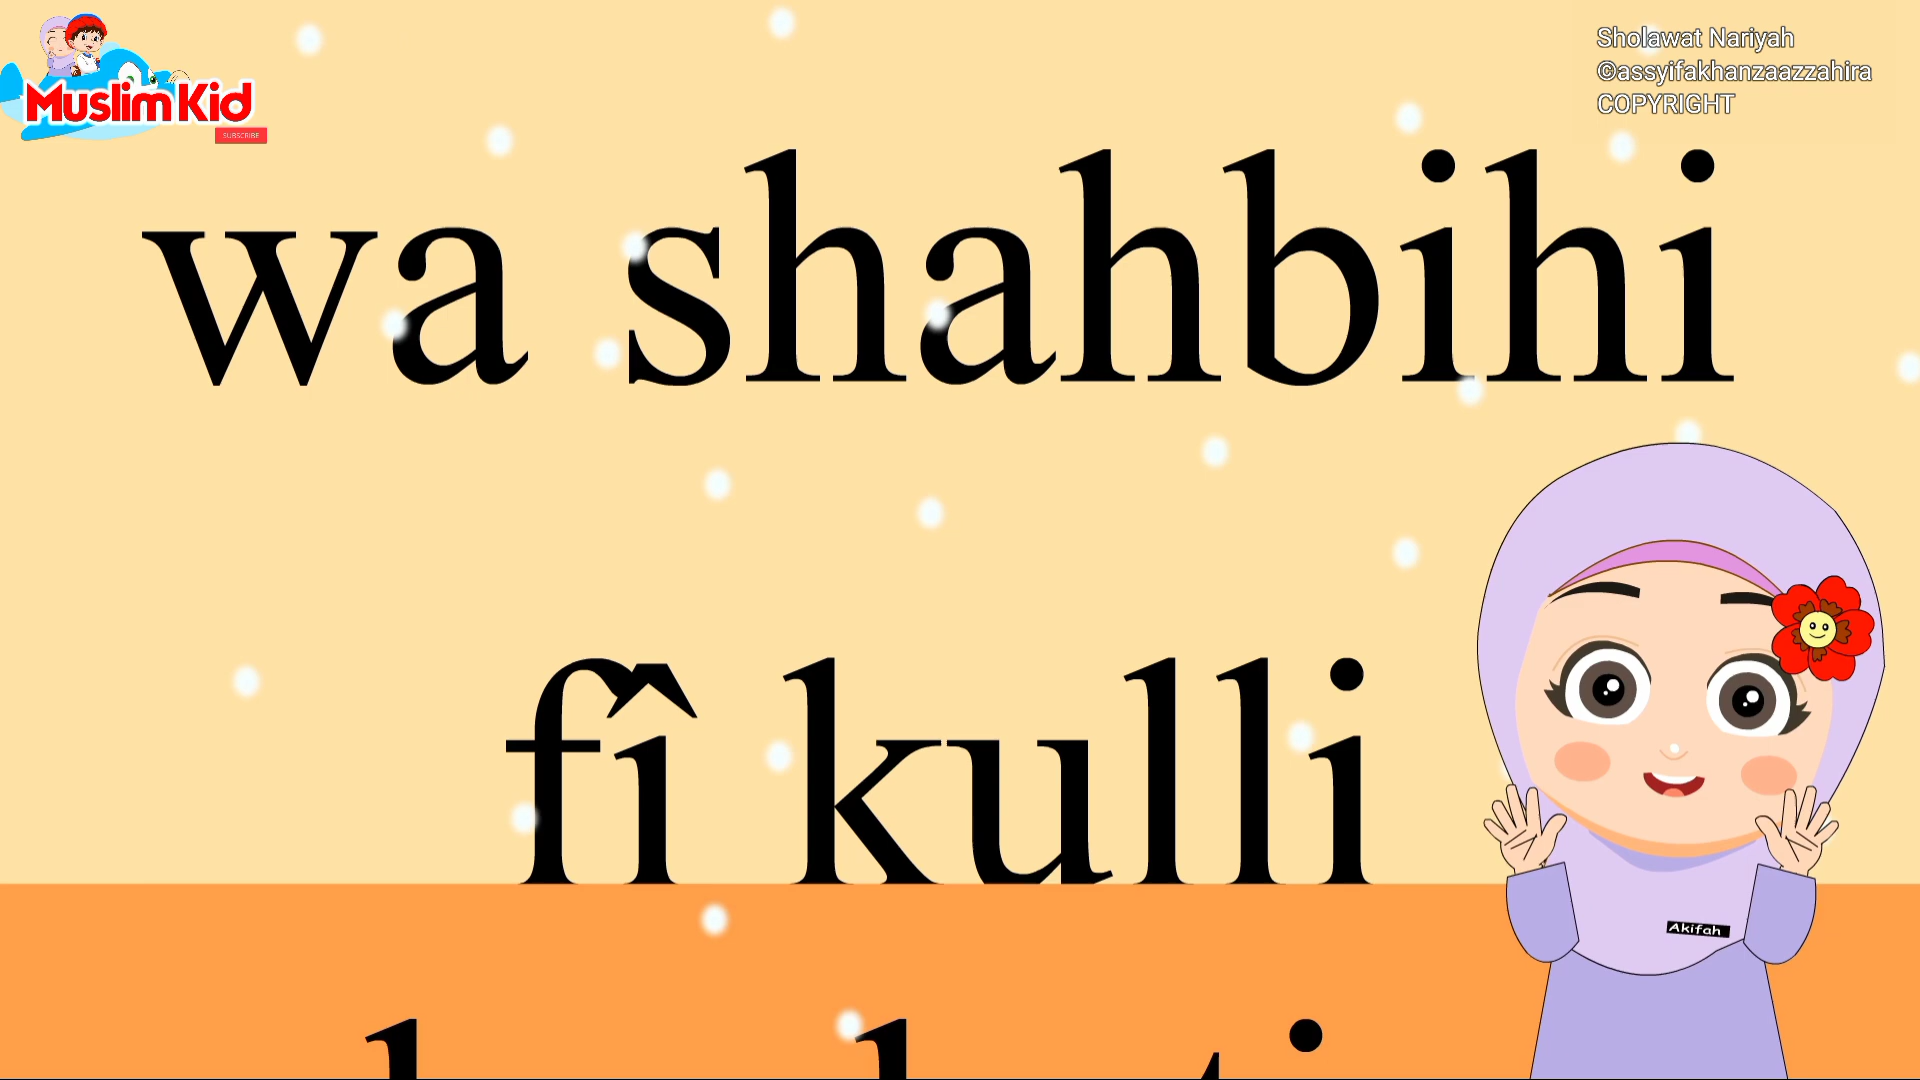 Muslim Kid
SUBSCRIBE
Sholawat Nariyah
©assyifakhanzaazzahira
COPYRIGHT
wa shahbihi
fî kulli
Akifah